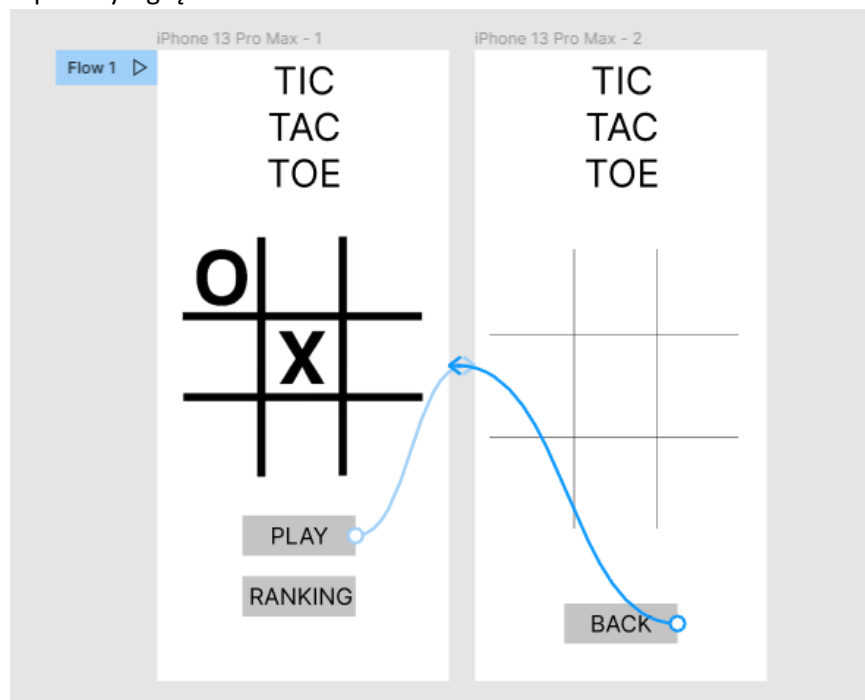 iPhone 13 Pro Max - 1
Flow 1
TIC
TAC
TOE
O
X
PLAY
RANKING
iPhone 13 Pro Max - 2
TIC
TAC
TOE
BACK